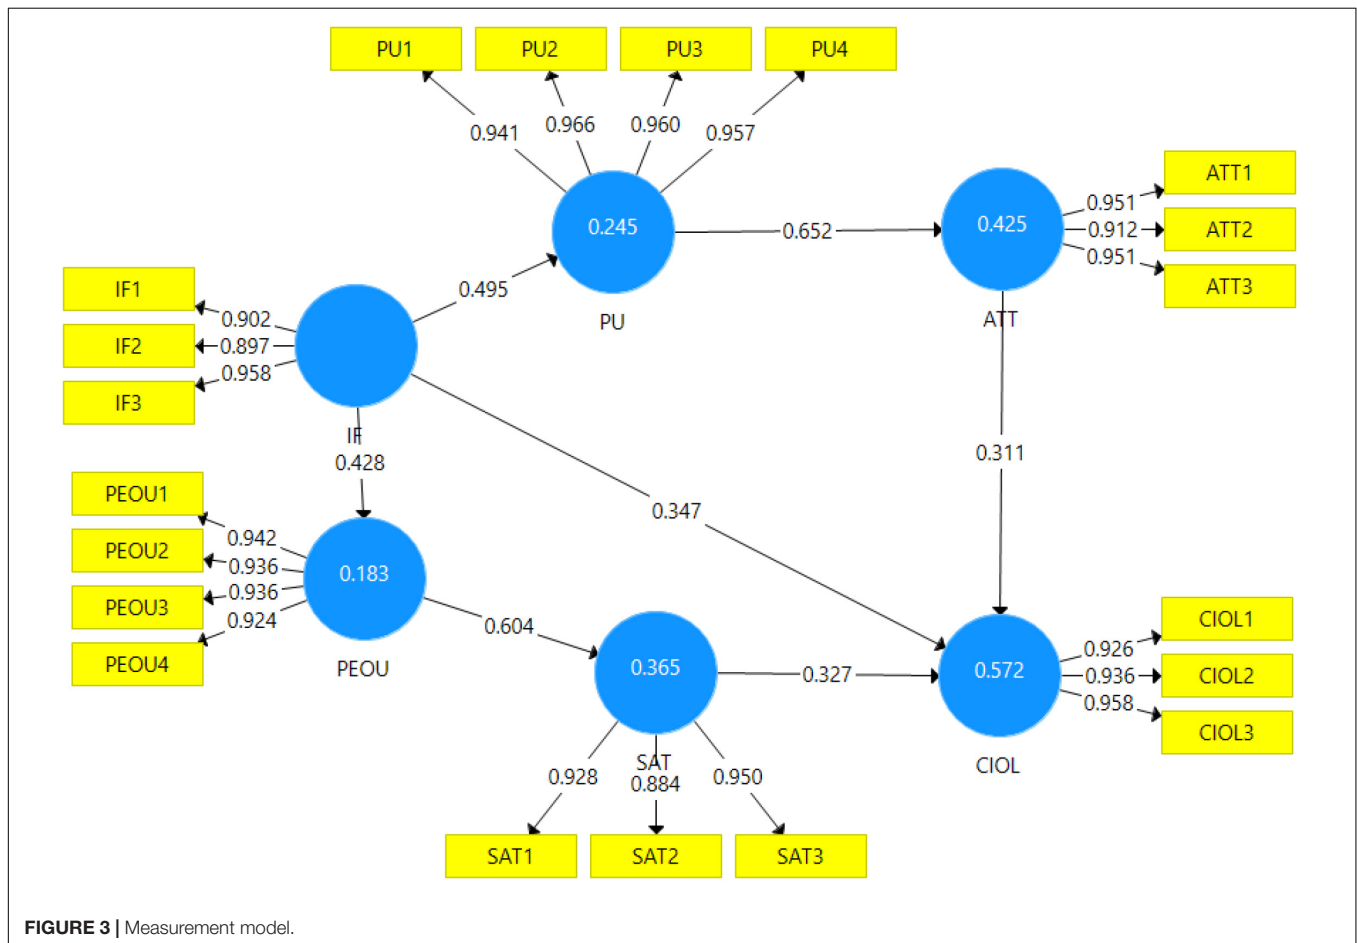 PU1 PU2 PU3 PU4
0.941 0.966 0.960 0.957
ATT1
0.951
0.245 0.652 0.425 0.912 ATT2
0.951
ATT3
PU ATT
0.495
IF1
0.902
IF2 0.897
0.958
IF3
IF
0.428
0.311
0.347
PEOU1
0.942
PEOU2 0.936
0.183
PEOU3 0.936
0.924
PEOU4
PEOU
0.604
0.365 0.327 0.572
CIOL1
0.926
0.936 CIOL2
0.958
CIOL3
SAT CIOL
0.928 0.884 0.950
SAT1 SAT2 SAT3
FIGURE 3 | Measurement model.